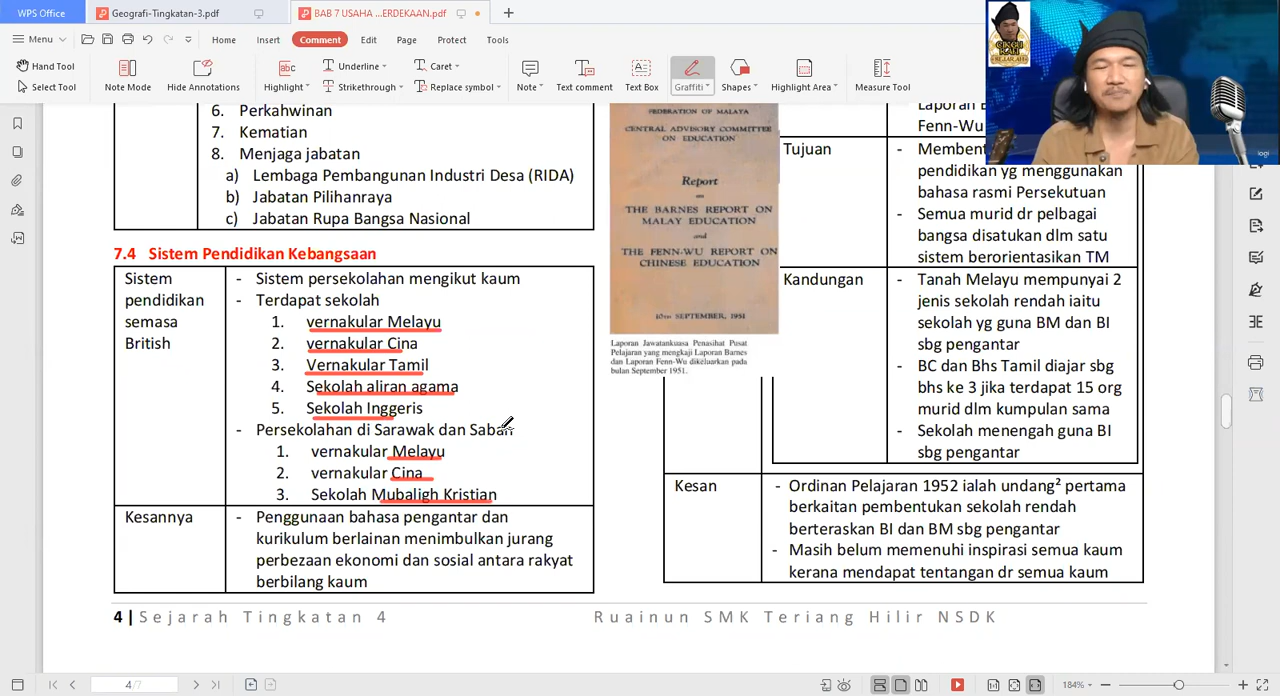 WPS Office
Geografi-Tingkatan-3.pdf
BAB 7 USAHA ...ERDEKAAN.pdf
Menu
Home
Insert
Comment
Edit
Page
Protect
Tools
Hand Tool
Select Tool
Note Mode
Hide Annotations
Highlight
Underline
Strikethrough
Caret
Replace symbol
Note
Text comment
Text Box
Graffiti
Shapes
Highlight Area
Measure Tool
6. Perkahwinan
7. Kematian
8. Menjaga jabatan
a) Lembaga Pembangunan Industri Desa (RIDA)
b) Jabatan Pilihanraya
c) Jabatan Rupa Bangsa Nasional
7.4 Sistem Pendidikan Kebangsaan
Sistem pendidikan semasa British
- Sistem persekolahan mengikut kaum
- Terdapat sekolah
1. vernakular Melayu
2. vernakular Cina
3. Vernakular Tamil
4. Sekolah aliran agama
5. Sekolah Inggeris
- Persekolahan di Sarawak dan Sabah
1. vernakular Melayu
2. vernakular Cina
3. Sekolah Mubaligh Kristian
Kesannya
- Penggunaan bahasa pengantar dan
kurikulum berlainan menimbulkan jurang
perbezaan ekonomi dan sosial antara rakyat
berbilang kaum
FEDERATION OF MALAYA
CENTRAL ADVISORY COMMITTEE
ON EDUCATION
Report
on
THE BARNES REPORT ON
MALAY EDUCATION
and
THE FENN-WU REPORT ON
CHINESE EDUCATION
10TH SEPTEMBER, 1951
Laporan Jawatankuasa Penasihat Pusat
Pelajaran yang mengkaji Laporan Barnes
dan Laporan Fenn-Wu dikeluarkan pada
bulan September 1951.
Laporan
Fenn-Wu
Tujuan
- Membent
pendidikan yg menggunakan
bahasa rasmi Persekutuan
- Semua murid dr pelbagai
bangsa disatukan dlm satu
sistem berorientasikan TM
Kandungan
- Tanah Melayu mempunyai 2
jenis sekolah rendah iaitu
sekolah yg guna BM dan BI
sbg pengantar
- BC dan Bhs Tamil diajar sbg
bhs ke 3 jika terdapat 15 org
murid dlm kumpulan sama
- Sekolah menengah guna BI
sbg pengantar
Kesan
- Ordinan Pelajaran 1952 ialah undang² pertama
berkaitan pembentukan sekolah rendah
berteraskan BI dan BM sbg pengantar
- Masih belum memenuhi inspirasi semua kaum
kerana mendapat tentangan dr semua kaum
4 | Sejarah Tingkatan 4
Ruainun SMK Teriang Hilir NSDK
4/7
184%